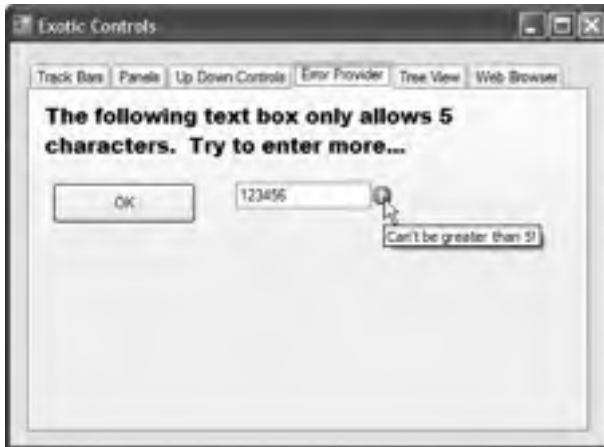 Exotic Controls
Track Bars Panels Up Down Controls Error Provider Tree View Web Browser
The following text box only allows 5
characters. Try to enter more...
OK 123456
Can't be greater than 5!